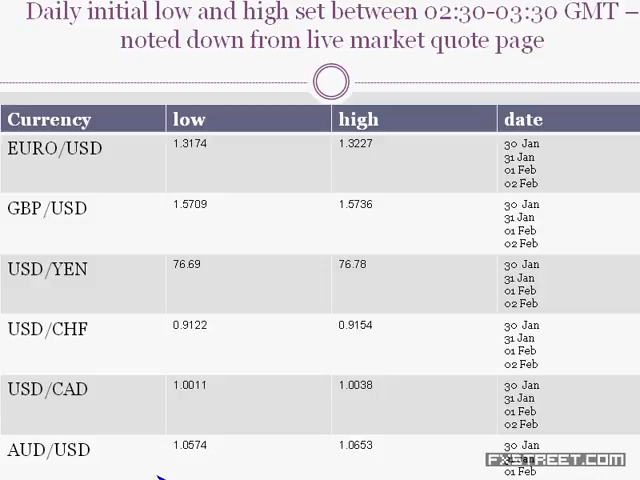 Daily initial low and high set between 02:30-03:30 GMT –
noted down from live market quote page
Currency low high date
EURO/USD 1.3174 1.3227 30 Jan
31 Jan
01 Feb
02 Feb
GBP/USD 1.5709 1.5736 30 Jan
31 Jan
01 Feb
02 Feb
USD/YEN 76.69 76.78 30 Jan
31 Jan
01 Feb
02 Feb
USD/CHF 0.9122 0.9154 30 Jan
31 Jan
01 Feb
02 Feb
USD/CAD 1.0011 1.0038 30 Jan
31 Jan
01 Feb
02 Feb
AUD/USD 1.0574 1.0653 30 Jan
FXSTREET.COM
01 Feb